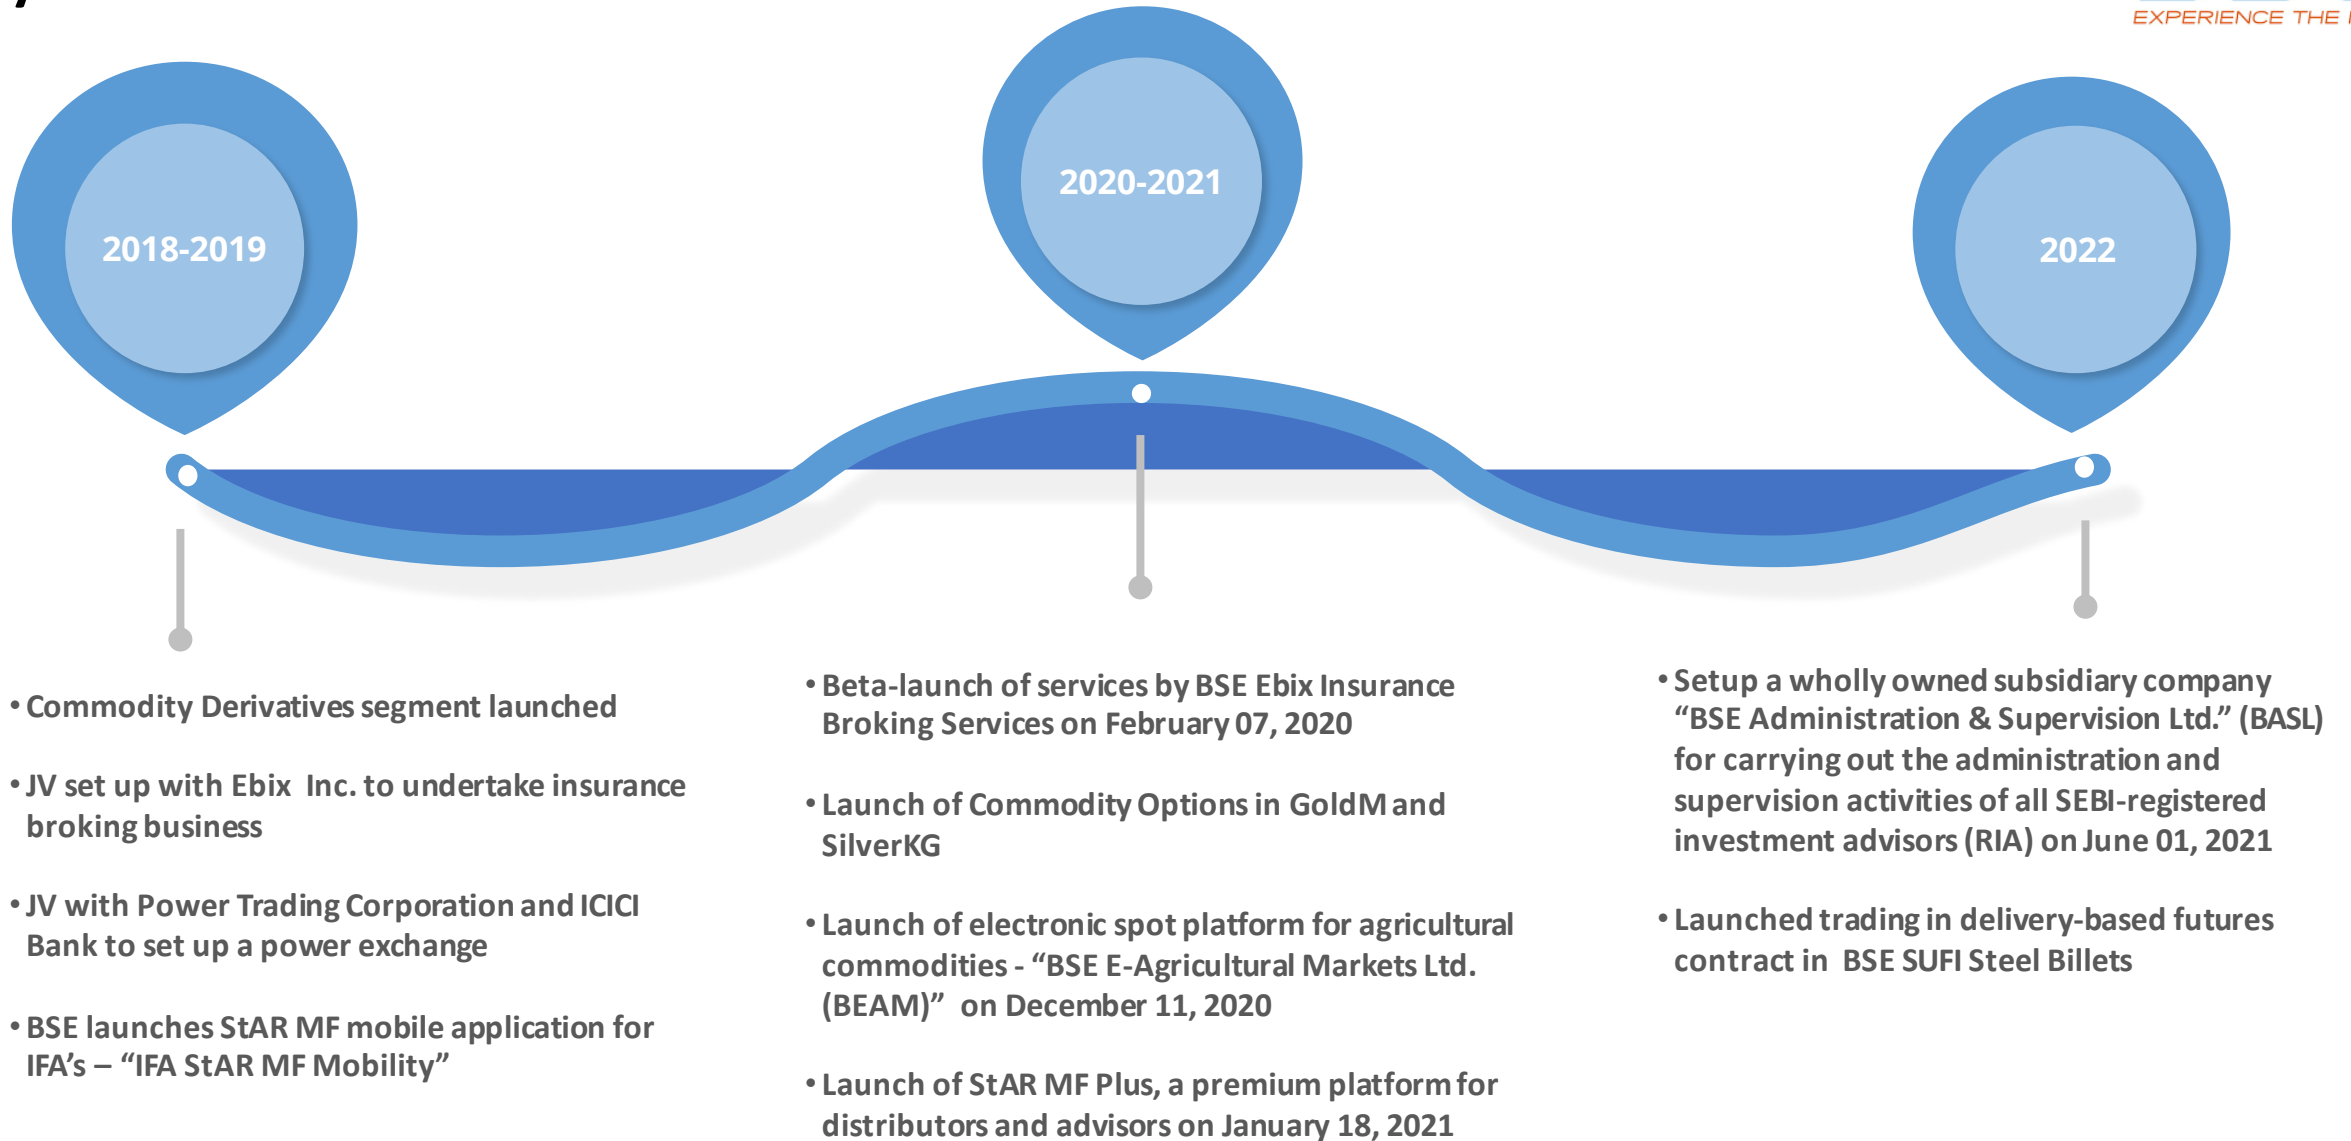 EXPERIENCE THE
2018-2019
2020-2021
2022
• Commodity Derivatives segment launched
• JV set up with Ebix Inc. to undertake insurance
broking business
• JV with Power Trading Corporation and ICICI
Bank to set up a power exchange
• BSE launches StAR MF mobile application for
IFA’s – “IFA StAR MF Mobility”
• Beta-launch of services by BSE Ebix Insurance
Broking Services on February 07, 2020
• Launch of Commodity Options in GoldM and
SilverKG
• Launch of electronic spot platform for agricultural
commodities - “BSE E-Agricultural Markets Ltd.
(BEAM)” on December 11, 2020
• Launch of StAR MF Plus, a premium platform for
distributors and advisors on January 18, 2021
• Setup a wholly owned subsidiary company
“BSE Administration & Supervision Ltd.” (BASL)
for carrying out the administration and
supervision activities of all SEBI-registered
investment advisors (RIA) on June 01, 2021
• Launched trading in delivery-based futures
contract in BSE SUFI Steel Billets